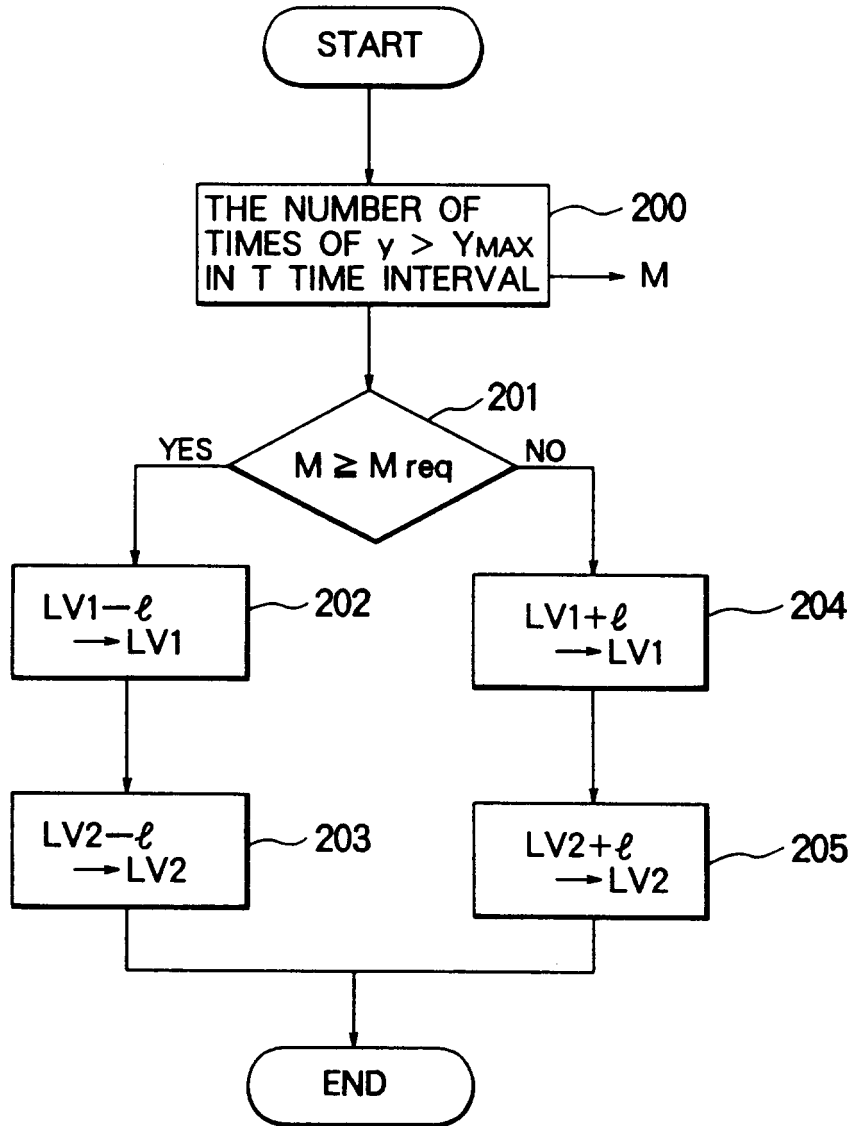 START
THE NUMBER OF
TIMES OF y > YMAX
IN T TIME INTERVAL
→ M
200
201
YES
M ≧ M req
NO
LV1−ℓ
→ LV1
202
LV1+ℓ
→ LV1
204
LV2−ℓ
→ LV2
203
LV2+ℓ
→ LV2
205
END